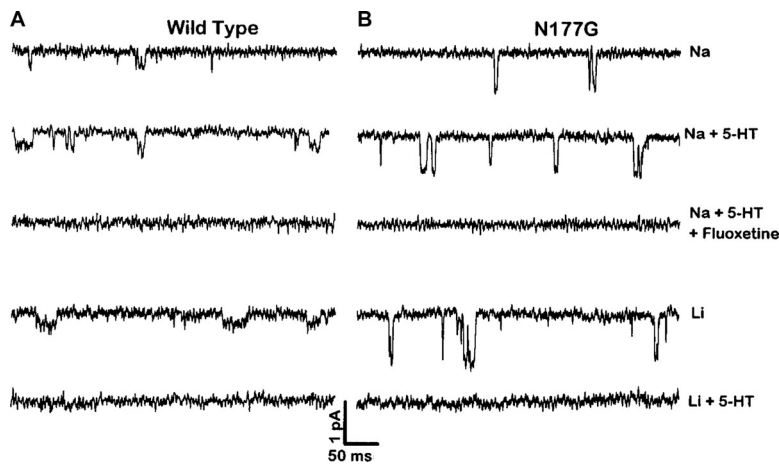 A
Wild Type
B
N177G
Na
Na + 5-HT
Na + 5-HT
+ Fluoxetine
Li
Li + 5-HT
1 pA
50 ms